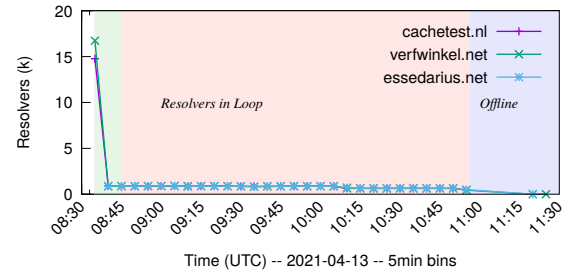 20
15
10
5
0
Resolvers (k)
cachetest.nl
verfwinkel.net
essedarius.net
Resolvers in Loop
Offline
08:30
08:45
09:00
09:15
09:30
09:45
10:00
10:15
10:30
10:45
11:00
11:15
11:30
Time (UTC) -- 2021-04-13 -- 5min bins